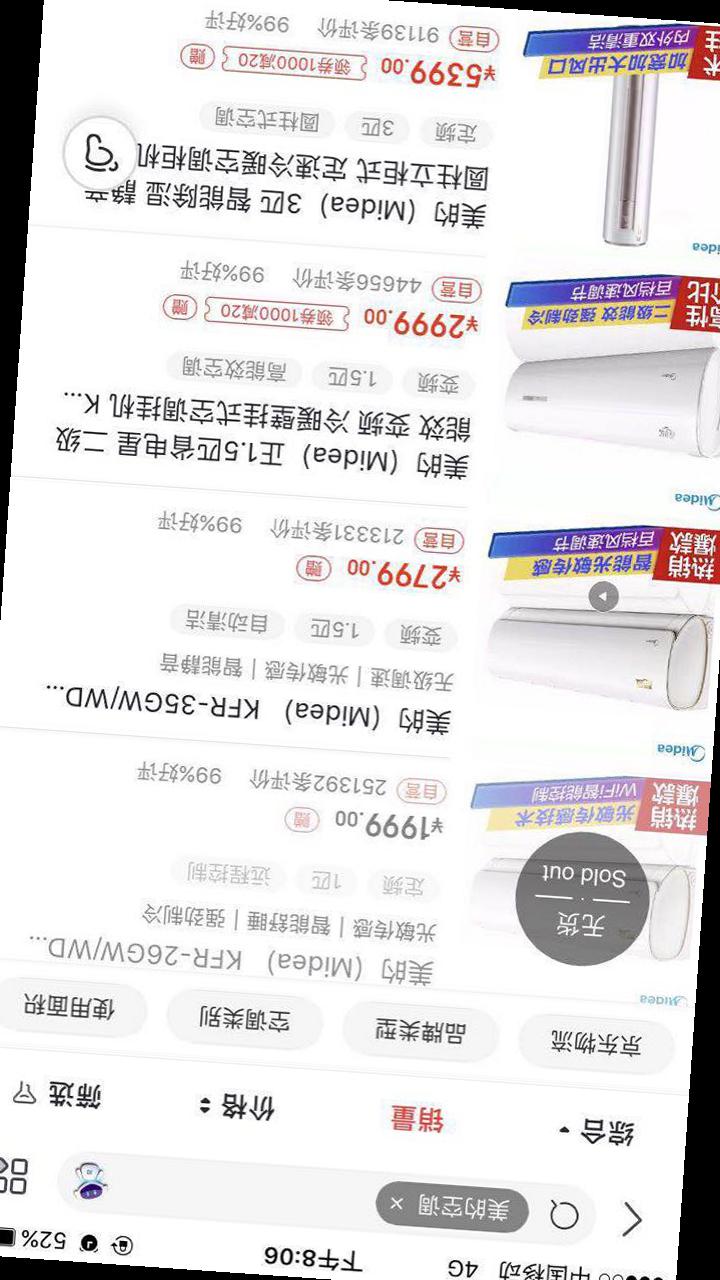 中国移动 4G 下午8:06 52%
美的空调 ×
综合 销量 价格 筛选
京东物流 品牌类型 空调类别 使用面积
Midea
热销爆款
光敏传感技术
WiFi智能控制
无货
Sold out
美的（Midea） KFR-26GW/WD...
光敏传感 | 智能舒睡 | 强劲制冷
定频 1匹 远程控制
¥1999.00 赠
自营 251392条评价 99%好评
Midea
热销爆款
智能光敏传感
百档风速调节
美的（Midea） KFR-35GW/WD...
无级调速 | 光敏传感 | 智能静音
变频 1.5匹 自动清洁
¥2799.00 赠
自营 213331条评价 99%好评
Midea
二级能效 强劲制冷
百档风速调节
美的（Midea）正1.5匹省电星 二级
能效 变频 冷暖壁挂式空调挂机 K...
变频 1.5匹 高能效空调
¥2999.00 领券1000减20 赠
自营 44656条评价 99%好评
Midea
加宽加大出风口
内外双重清洁
美的（Midea）3匹 智能除湿 静音
圆柱立柜式 定速冷暖空调柜机
定频 3匹 圆柱式空调
¥5399.00 领券1000减20 赠
自营 91139条评价 99%好评